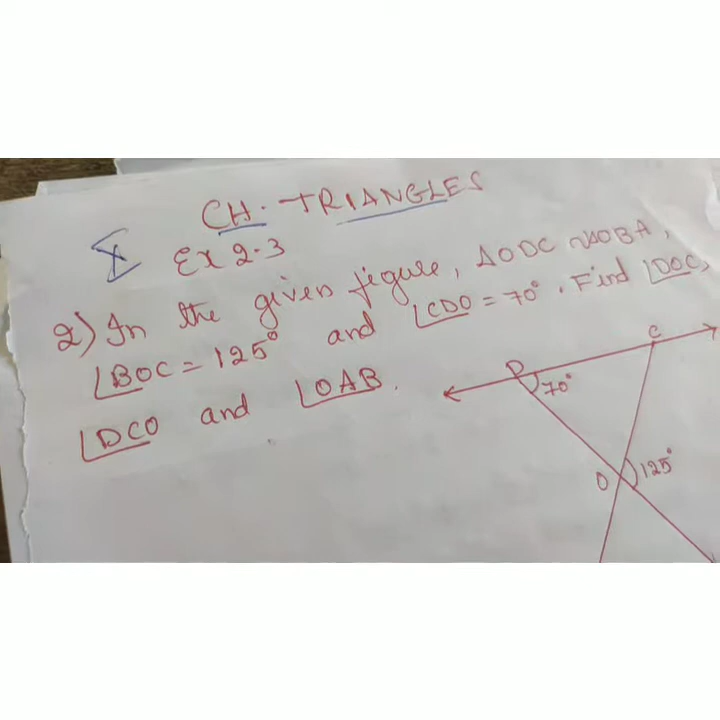 CH. TRIANGLES
X
Ex 2.3
2) In the given figure, ΔODC ~ ΔOBA,
∠BOC = 125° and ∠CDO = 70°. Find ∠DOC,
∠DCO and ∠OAB.
C
D
70°
O
125°